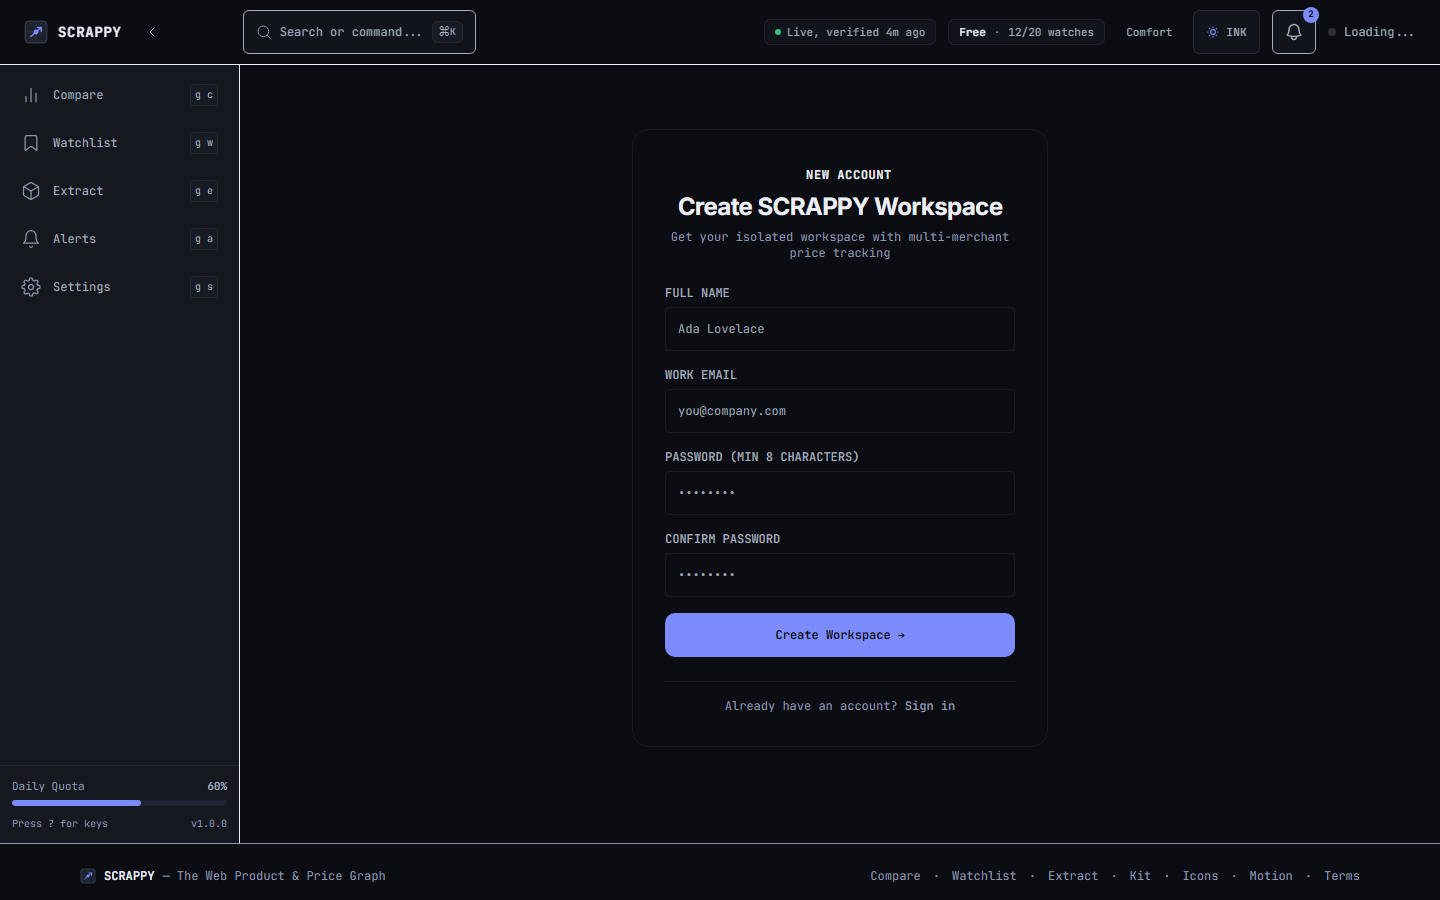 SCRAPPY
Search or command... ⌘K
Live, verified 4m ago
Free · 12/20 watches
Comfort
INK
2
Loading...
Compare g c
Watchlist g w
Extract g e
Alerts g a
Settings g s
NEW ACCOUNT
Create SCRAPPY Workspace
Get your isolated workspace with multi-merchant
price tracking
FULL NAME
Ada Lovelace
WORK EMAIL
you@company.com
PASSWORD (MIN 8 CHARACTERS)
••••••••
CONFIRM PASSWORD
••••••••
Create Workspace →
Already have an account? Sign in
Daily Quota 60%
Press ? for keys v1.0.0
SCRAPPY — The Web Product & Price Graph
Compare · Watchlist · Extract · Kit · Icons · Motion · Terms